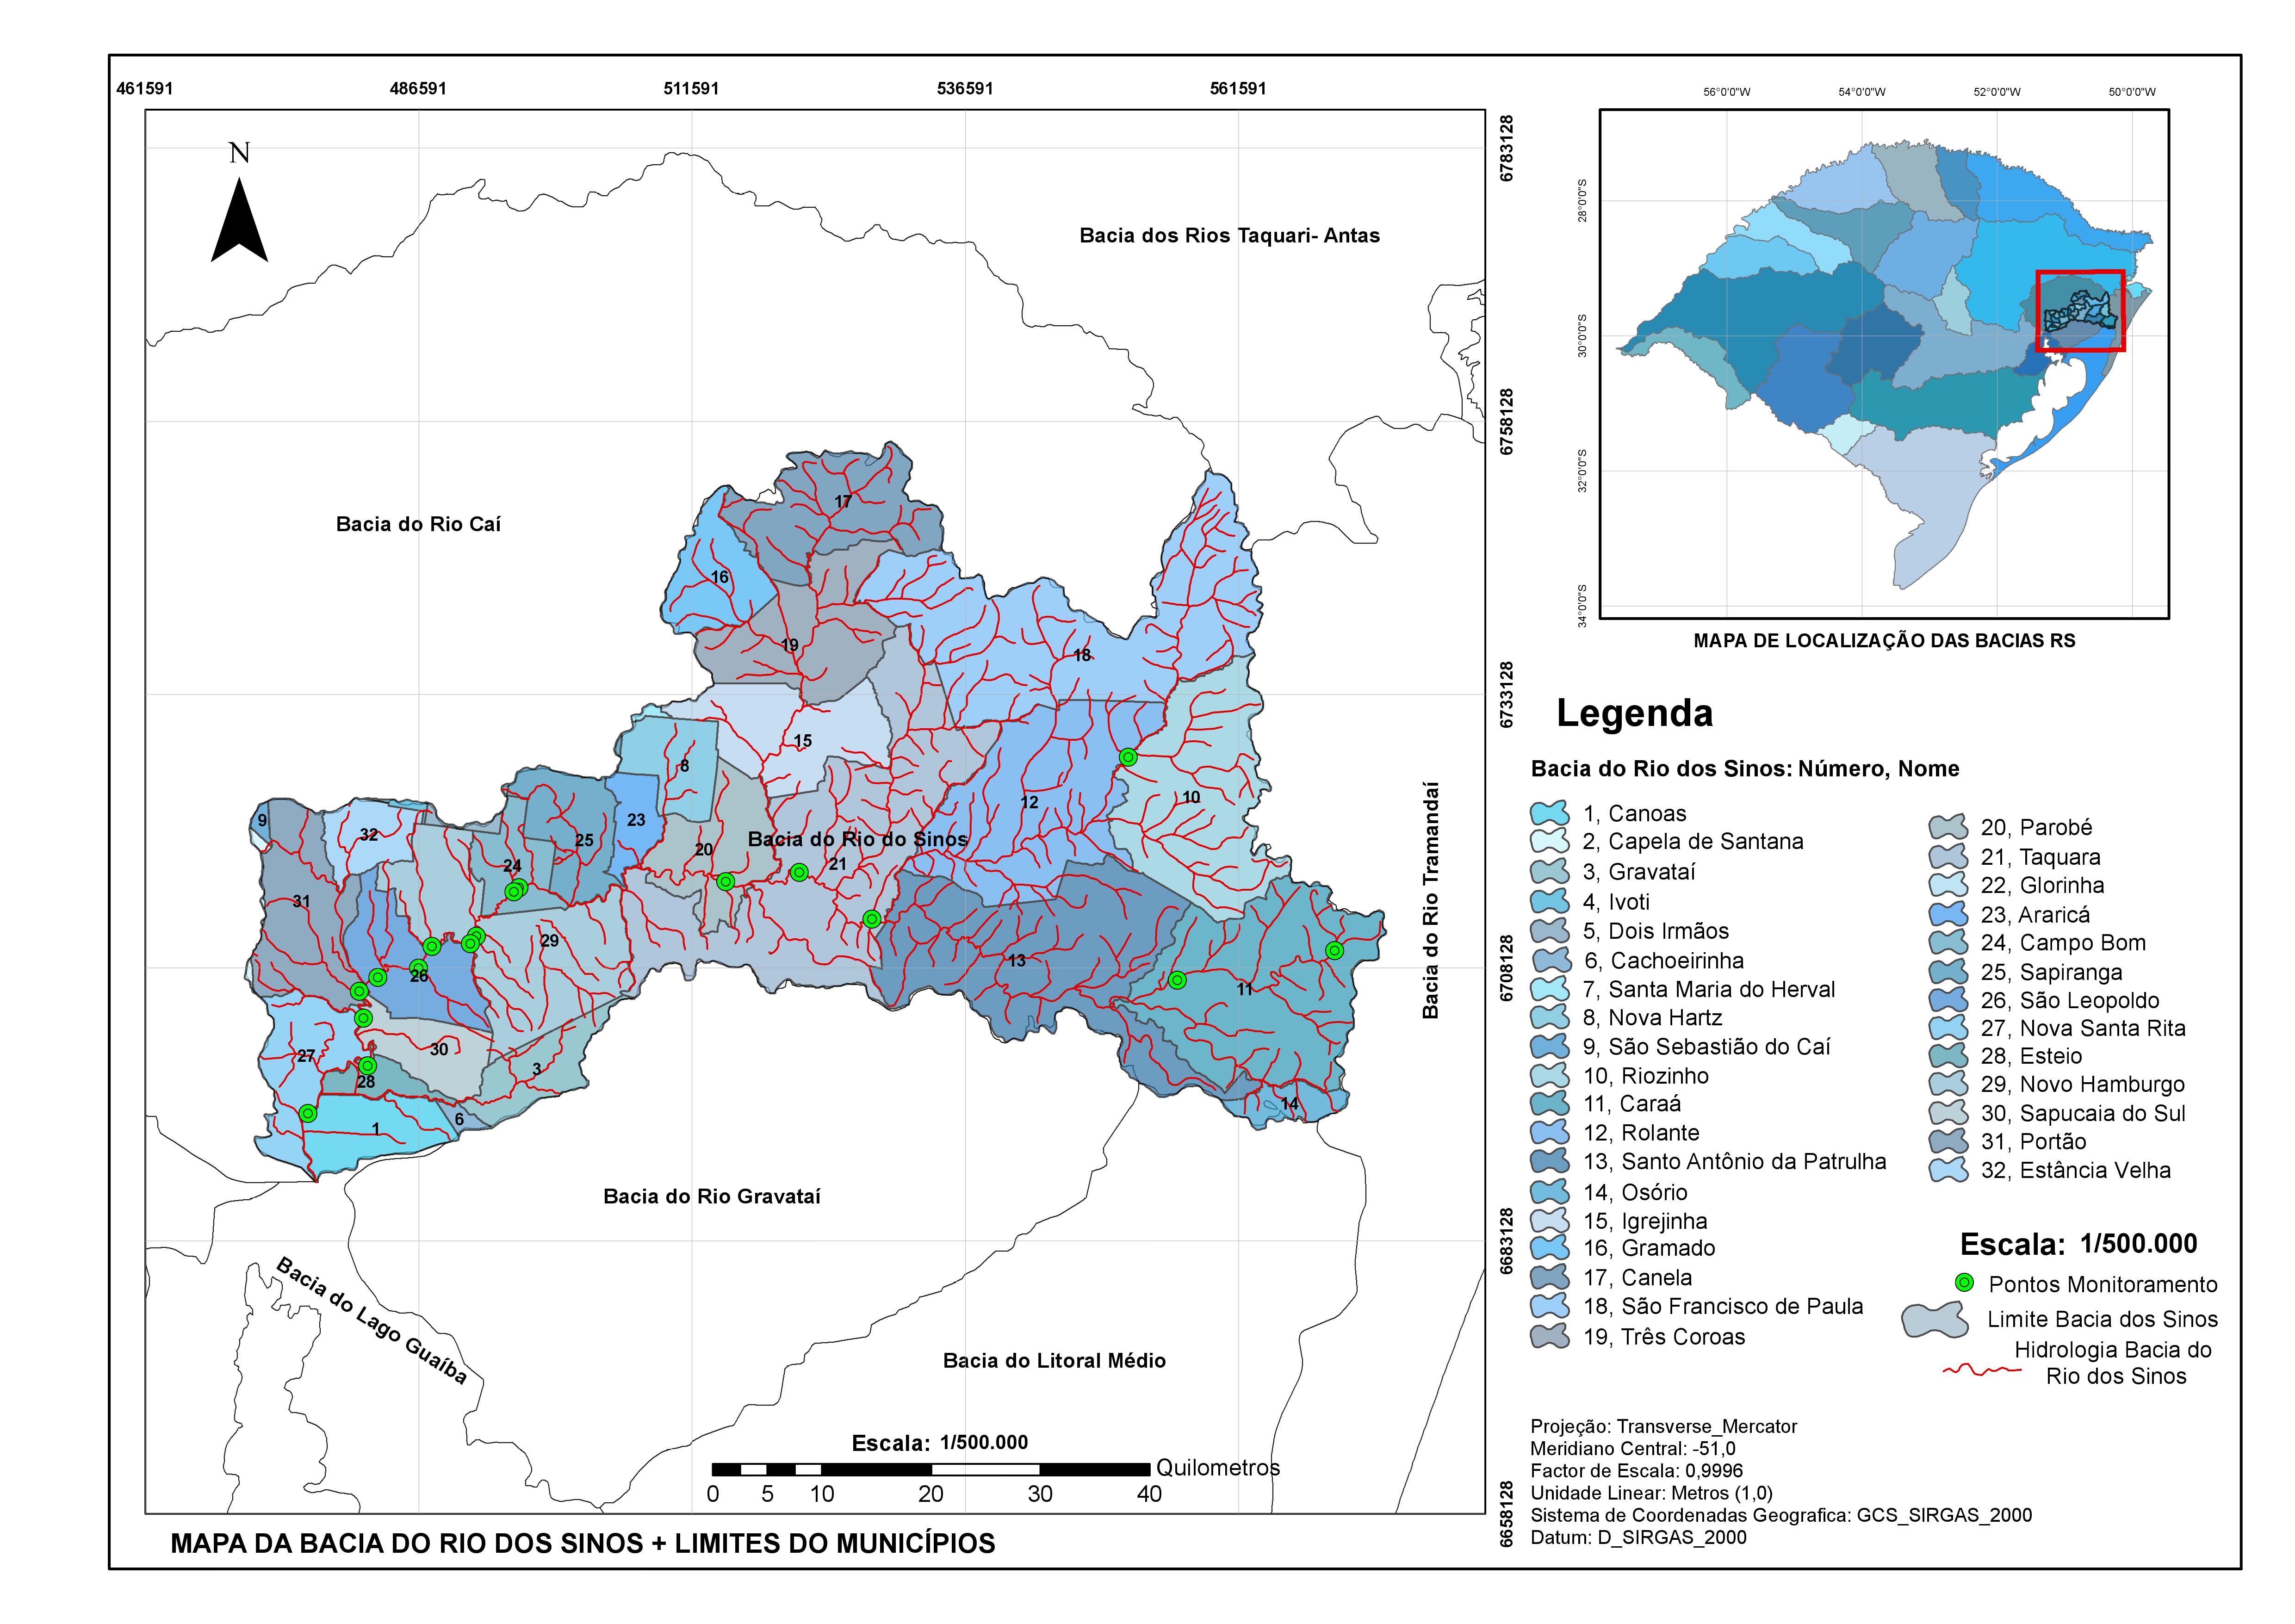 461591
486591
511591
536591
561591
6783128
6758128
6733128
6708128
6683128
6658128
N
Bacia dos Rios Taquari- Antas
Bacia do Rio Caí
Bacia do Rio do Sinos
Bacia do Rio Tramandaí
Bacia do Rio Gravataí
Bacia do Lago Guaíba
Bacia do Litoral Médio
17
16
19
18
15
8
12
10
9
32
23
25
20
21
24
31
29
26
13
11
27
30
3
28
14
6
1
Escala: 1/500.000
Quilometros
0 5 10 20 30 40
MAPA DA BACIA DO RIO DOS SINOS + LIMITES DO MUNICÍPIOS
56°0'0"W
54°0'0"W
52°0'0"W
50°0'0"W
28°0'0"S
30°0'0"S
32°0'0"S
34°0'0"S
MAPA DE LOCALIZAÇÃO DAS BACIAS RS
Legenda
Bacia do Rio dos Sinos: Número, Nome
1, Canoas
2, Capela de Santana
3, Gravataí
4, Ivoti
5, Dois Irmãos
6, Cachoeirinha
7, Santa Maria do Herval
8, Nova Hartz
9, São Sebastião do Caí
10, Riozinho
11, Caraá
12, Rolante
13, Santo Antônio da Patrulha
14, Osório
15, Igrejinha
16, Gramado
17, Canela
18, São Francisco de Paula
19, Três Coroas
20, Parobé
21, Taquara
22, Glorinha
23, Araricá
24, Campo Bom
25, Sapiranga
26, São Leopoldo
27, Nova Santa Rita
28, Esteio
29, Novo Hamburgo
30, Sapucaia do Sul
31, Portão
32, Estância Velha
Escala: 1/500.000
Pontos Monitoramento
Limite Bacia dos Sinos
Hidrologia Bacia do
Rio dos Sinos
Projeção: Transverse_Mercator
Meridiano Central: -51,0
Factor de Escala: 0,9996
Unidade Linear: Metros (1,0)
Sistema de Coordenadas Geografica: GCS_SIRGAS_2000
Datum: D_SIRGAS_2000